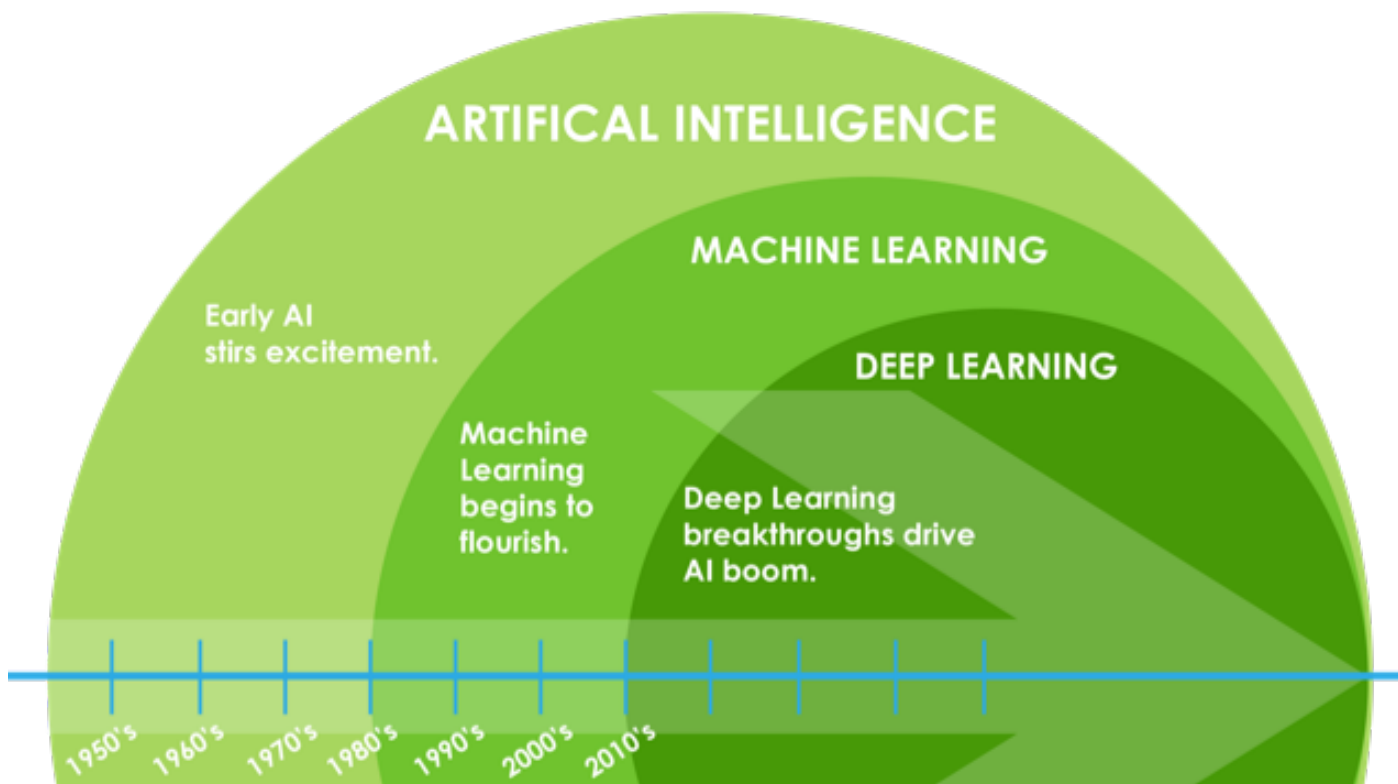 ARTIFICAL INTELLIGENCE
MACHINE LEARNING
DEEP LEARNING
Early AI
stirs excitement.
Machine
Learning
begins to
flourish.
Deep Learning
breakthroughs drive
AI boom.
1950's
1960's
1970's
1980's
1990's
2000's
2010's